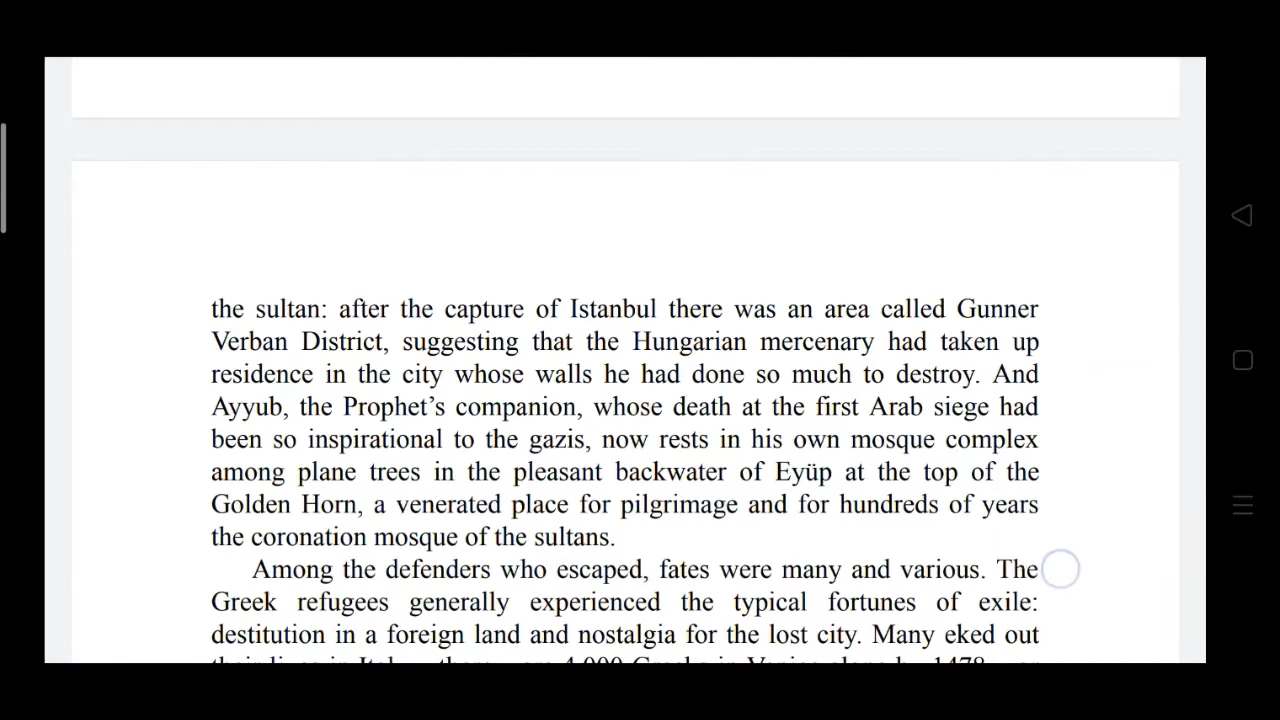 the sultan: after the capture of Istanbul there was an area called Gunner
Verban District, suggesting that the Hungarian mercenary had taken up
residence in the city whose walls he had done so much to destroy. And
Ayyub, the Prophet’s companion, whose death at the first Arab siege had
been so inspirational to the gazis, now rests in his own mosque complex
among plane trees in the pleasant backwater of Eyüp at the top of the
Golden Horn, a venerated place for pilgrimage and for hundreds of years
the coronation mosque of the sultans.
Among the defenders who escaped, fates were many and various. The
Greek refugees generally experienced the typical fortunes of exile:
destitution in a foreign land and nostalgia for the lost city. Many eked out